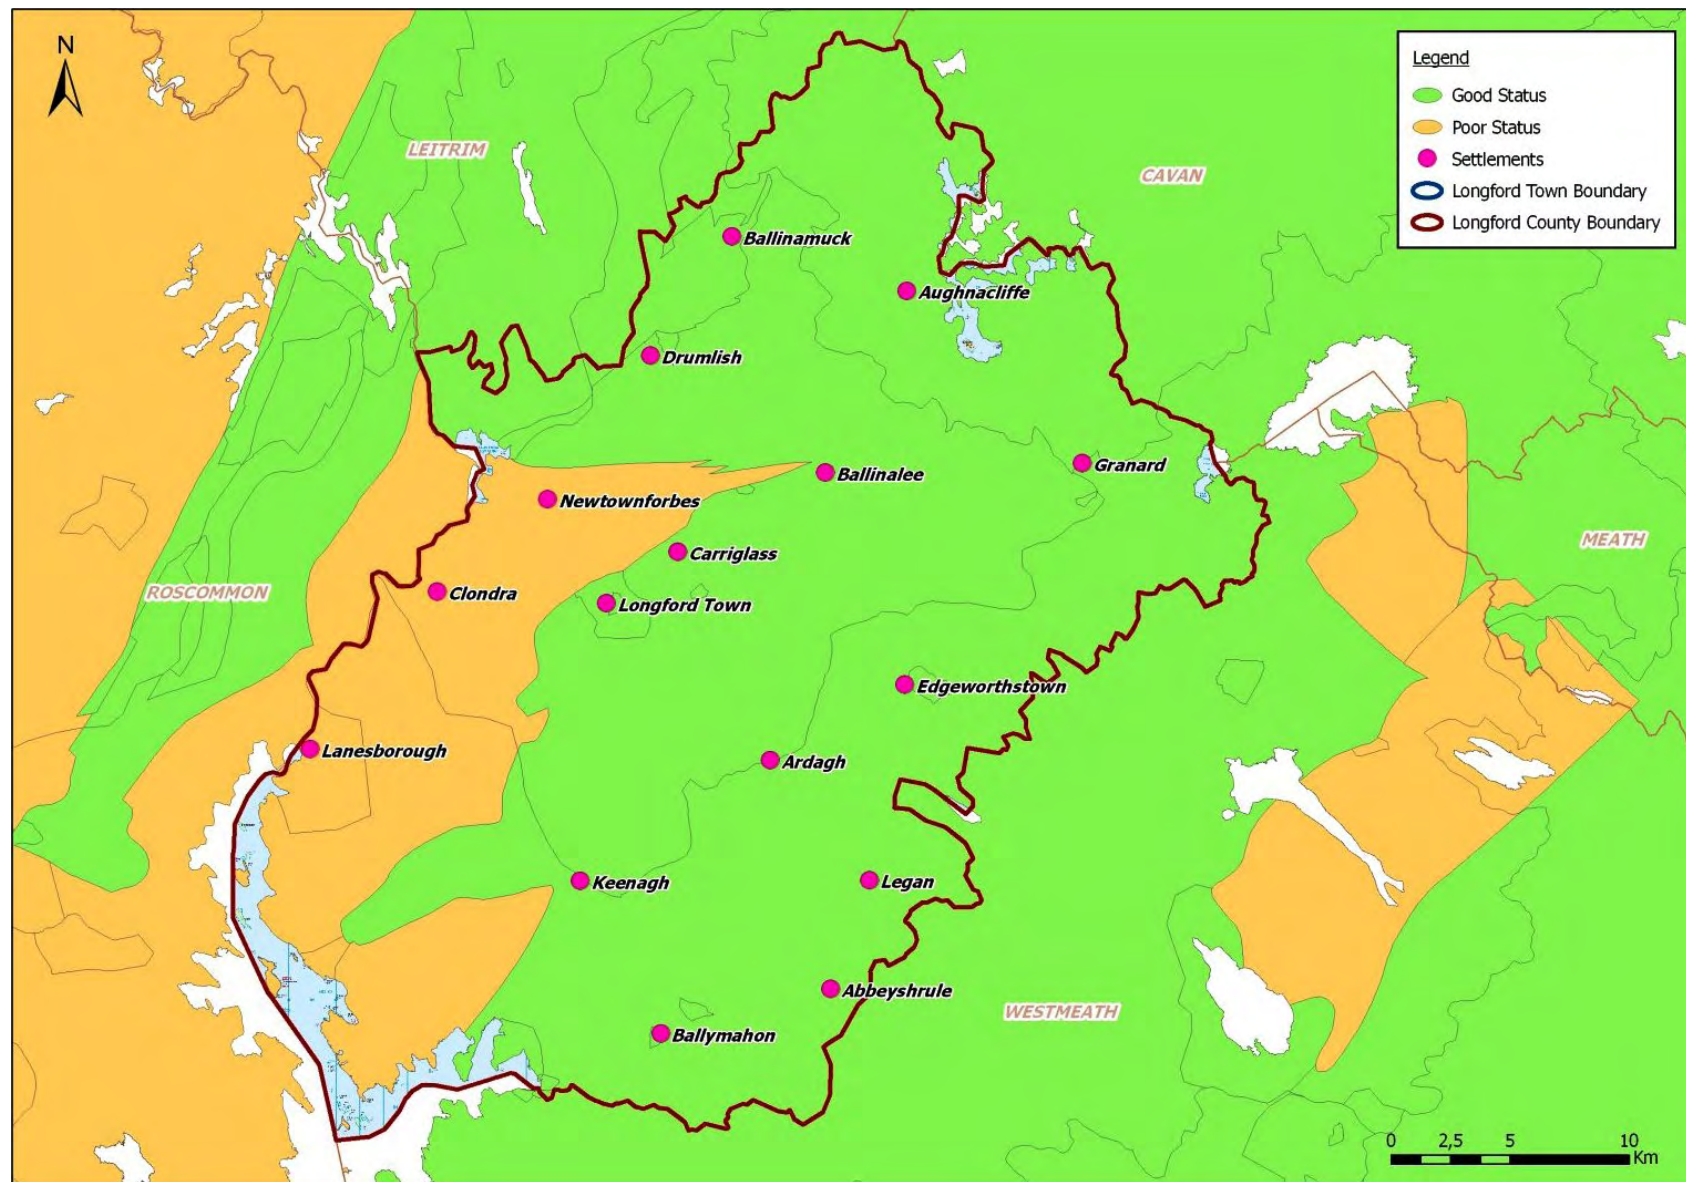 N
Legend
Good Status
Poor Status
Settlements
Longford Town Boundary
Longford County Boundary
LEITRIM
CAVAN
Ballinamuck
Aughnacliffe
Drumlish
Granard
Ballinalee
Newtownforbes
MEATH
Carriglass
ROSCOMMON
Clondra
Longford Town
Edgeworthstown
Lanesborough
Ardagh
Keenagh
Legan
Abbeyshrule
WESTMEATH
Ballymahon
0 2,5 5 10
Km